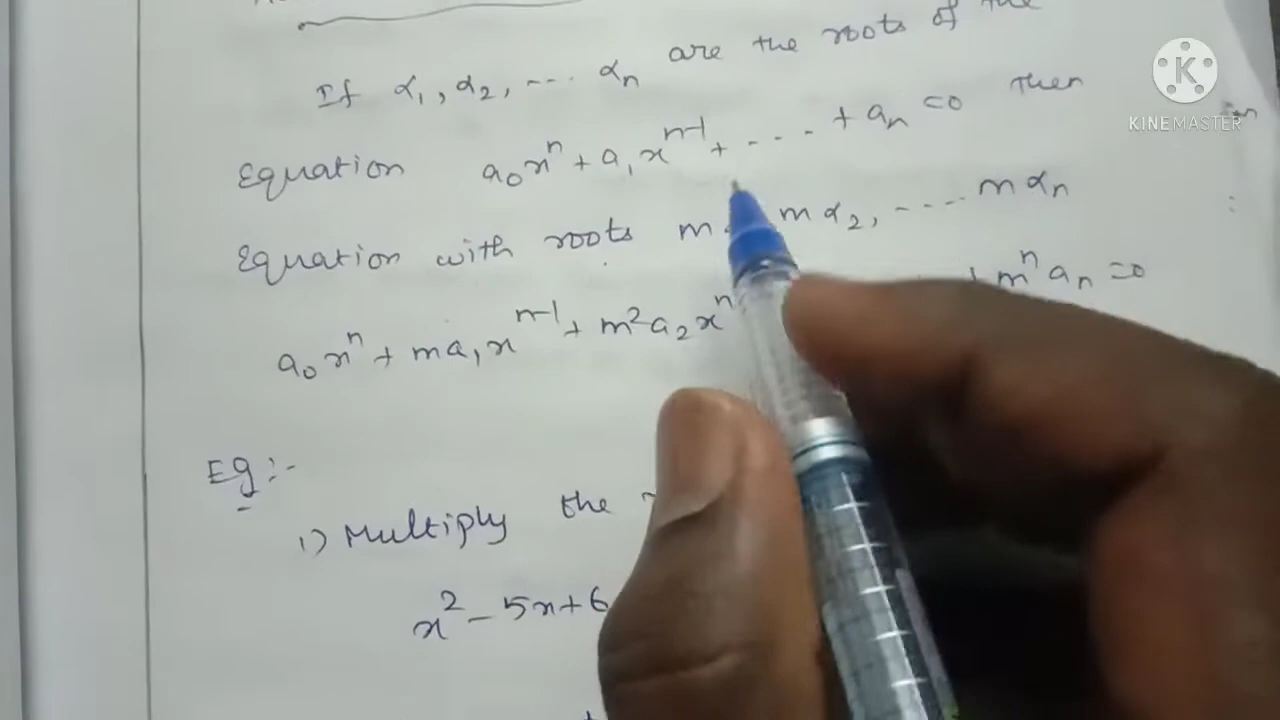 If α₁, α₂, ---- αₙ are the roots of the
Equation a₀xⁿ + a₁xⁿ⁻¹ + ---- + aₙ =0 Then
Equation with roots m mα₂, ---- mαₙ
a₀xⁿ + ma₁xⁿ⁻¹ + m²a₂xⁿ + mⁿaₙ =0
Eg:-
1) Multiply the
x² - 5x + 6
K
KINEMASTER